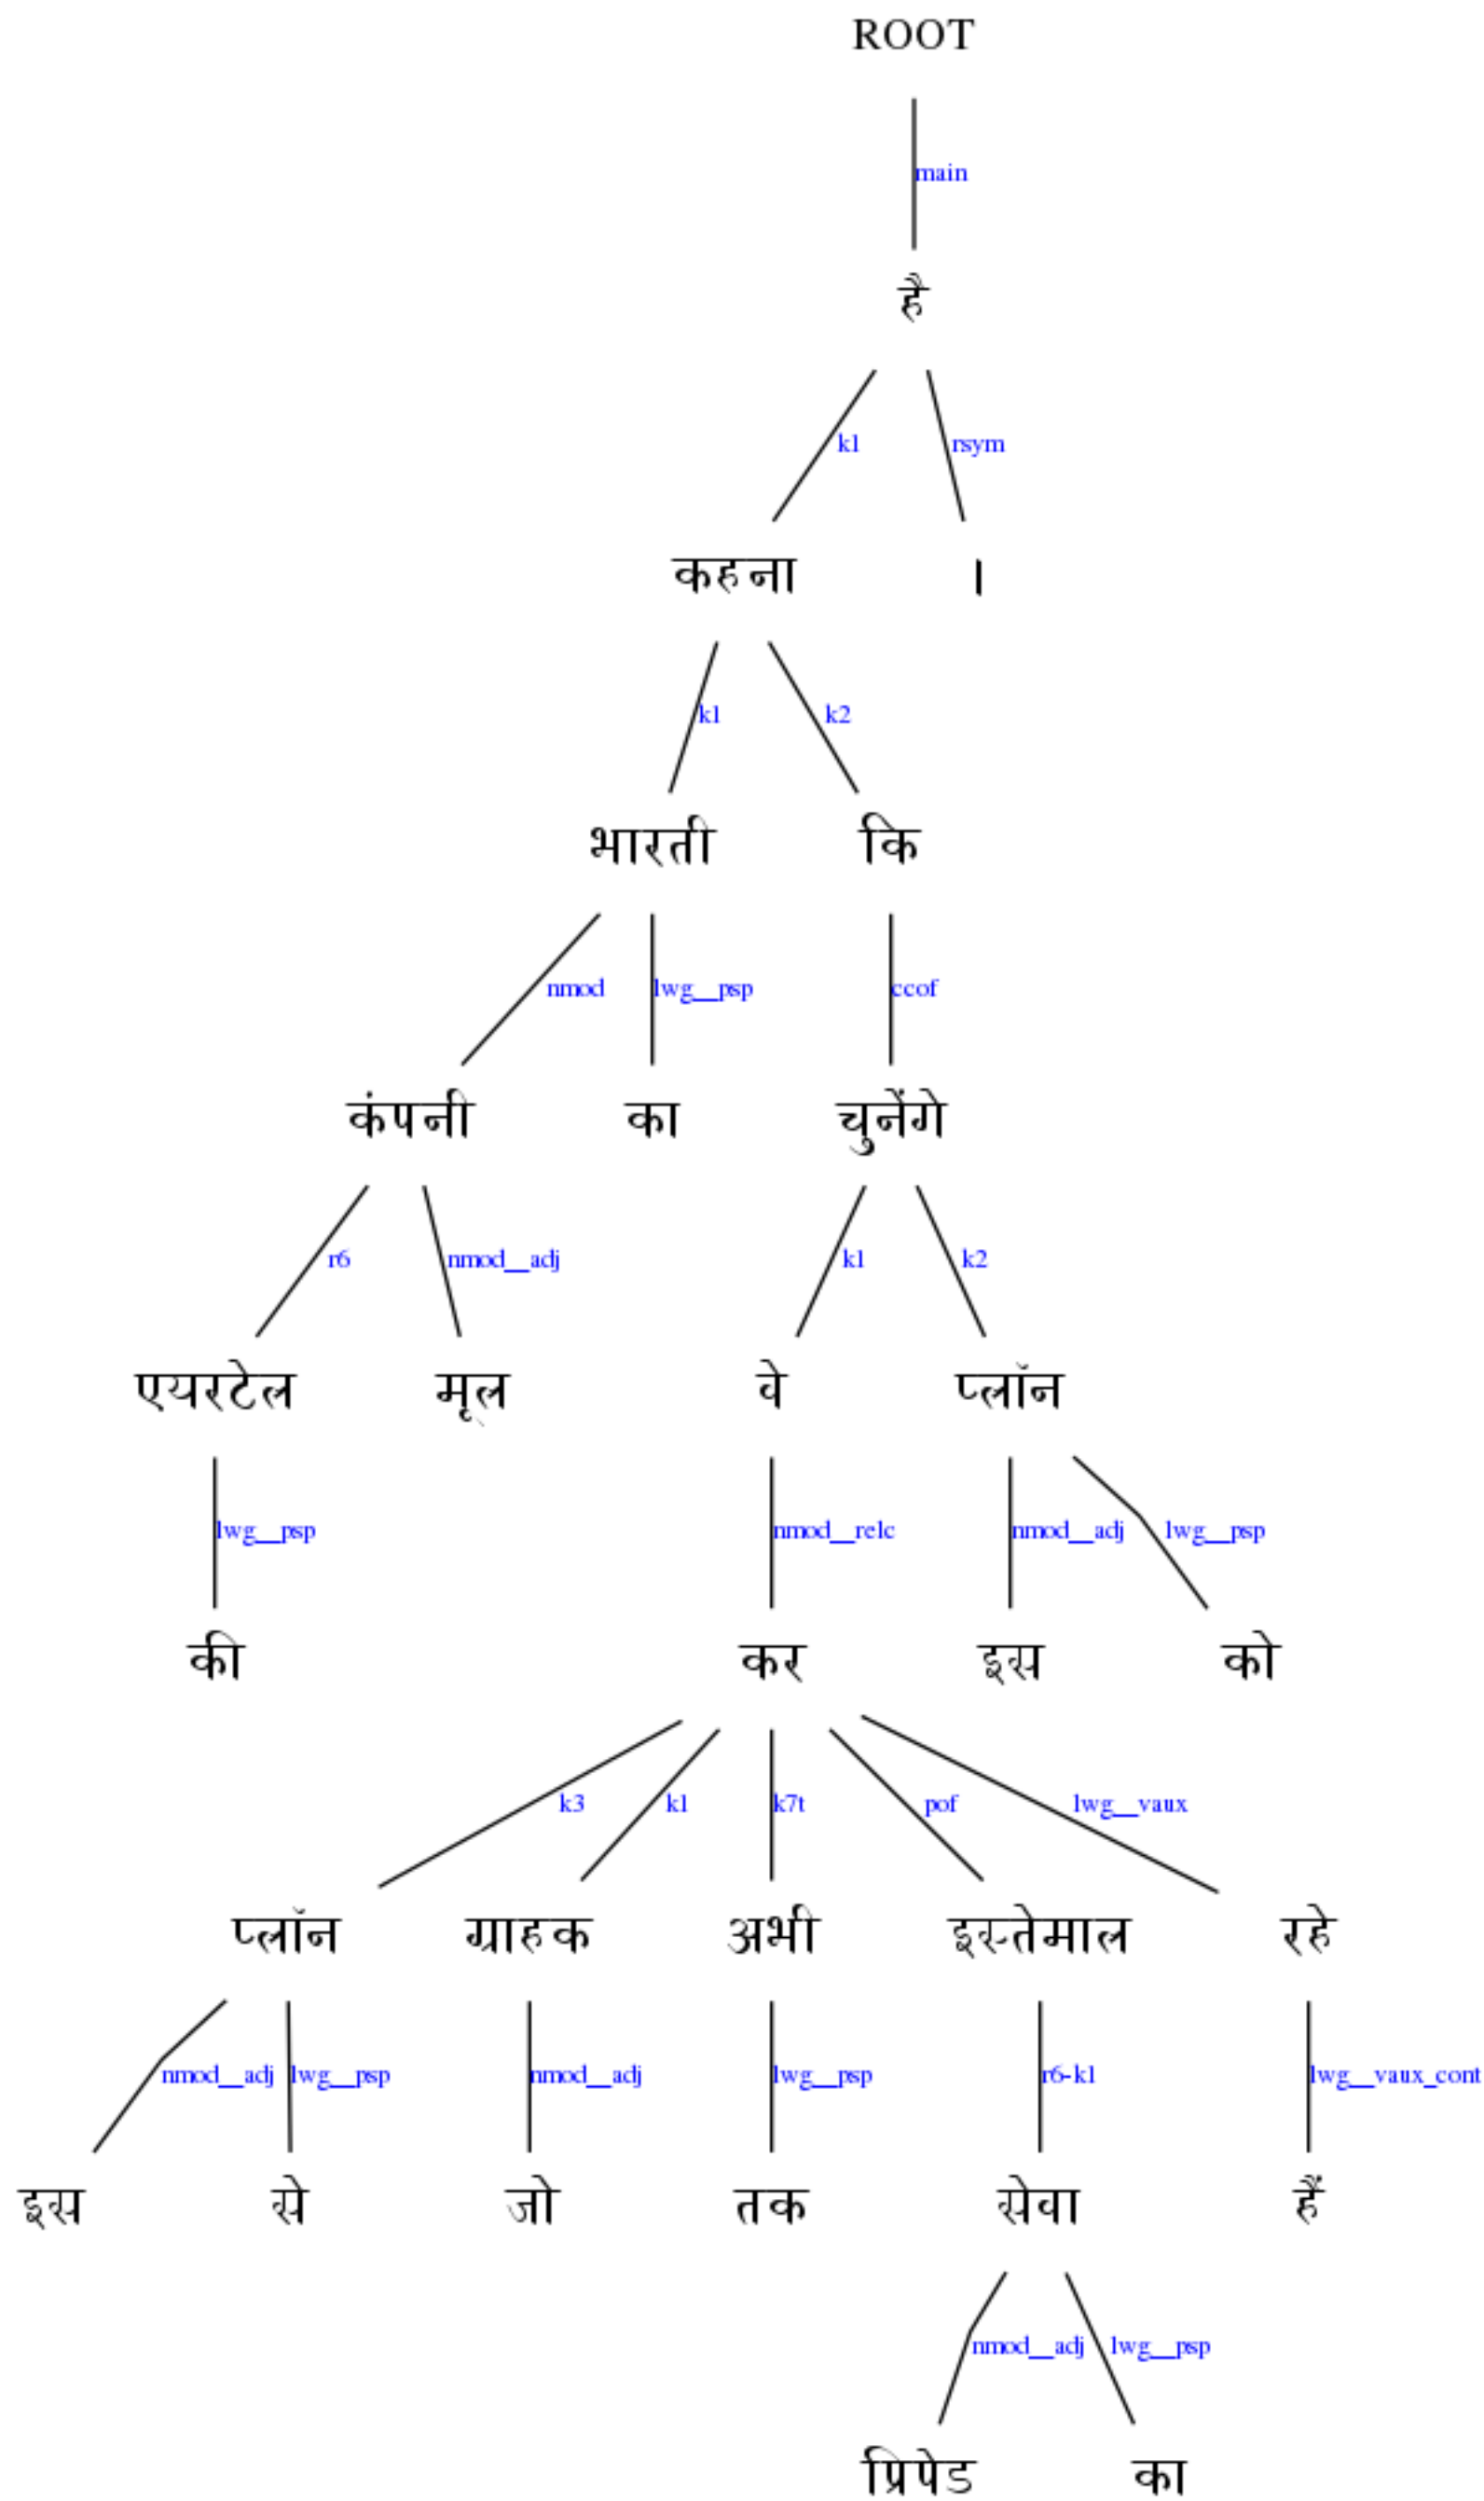 ROOT
main
है
k1 rsym
कहना ।
k1 k2
भारती कि
nmod lwg__psp ccof
कंपनी का चुनेंगे
r6 nmod__adj k1 k2
एयरटेल मूल वे प्लॉन
lwg__psp nmod__relc nmod__adj lwg__psp
की कर इस को
k3 k1 k7t pof lwg__vaux
प्लॉन ग्राहक अभी इस्तेमाल रहे
nmod__adj lwg__psp nmod__adj lwg__psp r6-k1 lwg__vaux_cont
इस से जो तक सेवा हैं
nmod__adj lwg__psp
प्रिपेड का